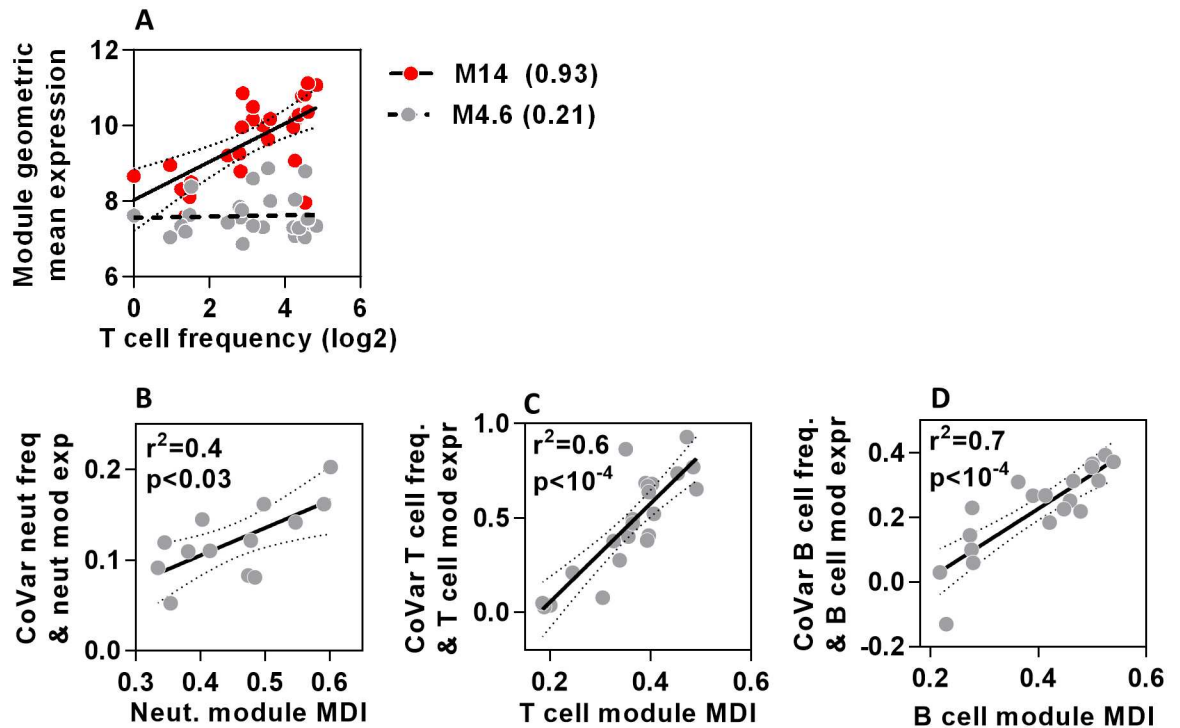 A
12
10
8
6
Module geometric
mean expression
0
2
4
6
T cell frequency (log2)
M14 (0.93)
M4.6 (0.21)
B
r²=0.4
p<0.03
0.2
0.1
0.0
CoVar neut freq
& neut mod exp
0.3
0.4
0.5
0.6
Neut. module MDI
C
r²=0.6
p<10⁻⁴
1.0
0.5
0.0
CoVar T cell freq.
& T cell mod expr
0.2
0.4
0.6
T cell module MDI
D
r²=0.7
p<10⁻⁴
0.4
0.2
0.0
-0.2
CoVar B cell freq.
& B cell mod expr
0.2
0.4
0.6
B cell module MDI